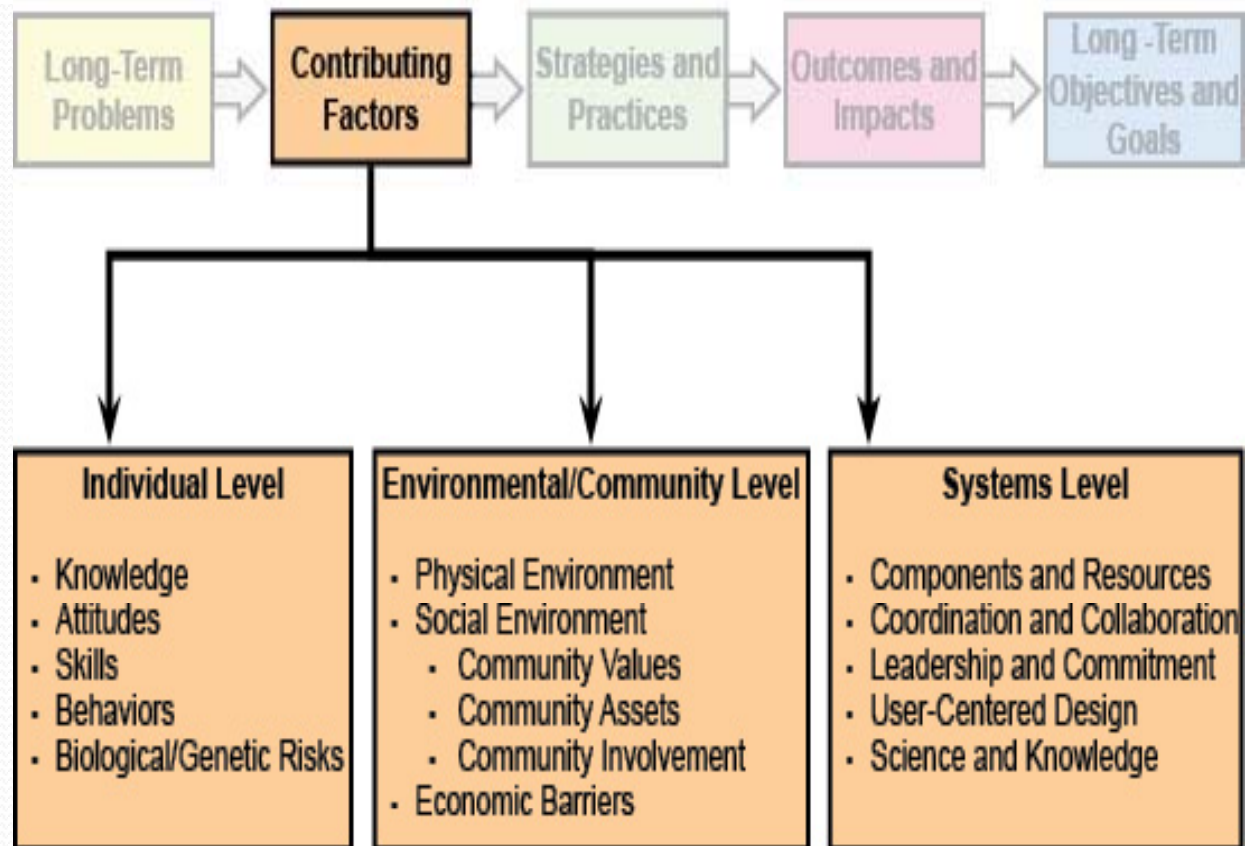 Long-Term
Problems
Contributing
Factors
Strategies and
Practices
Outcomes and
Impacts
Long -Term
Objectives and
Goals
Individual Level
▪ Knowledge
▪ Attitudes
▪ Skills
▪ Behaviors
▪ Biological/Genetic Risks
Environmental/Community Level
▪ Physical Environment
▪ Social Environment
▪ Community Values
▪ Community Assets
▪ Community Involvement
▪ Economic Barriers
Systems Level
▪ Components and Resources
▪ Coordination and Collaboration
▪ Leadership and Commitment
▪ User-Centered Design
▪ Science and Knowledge